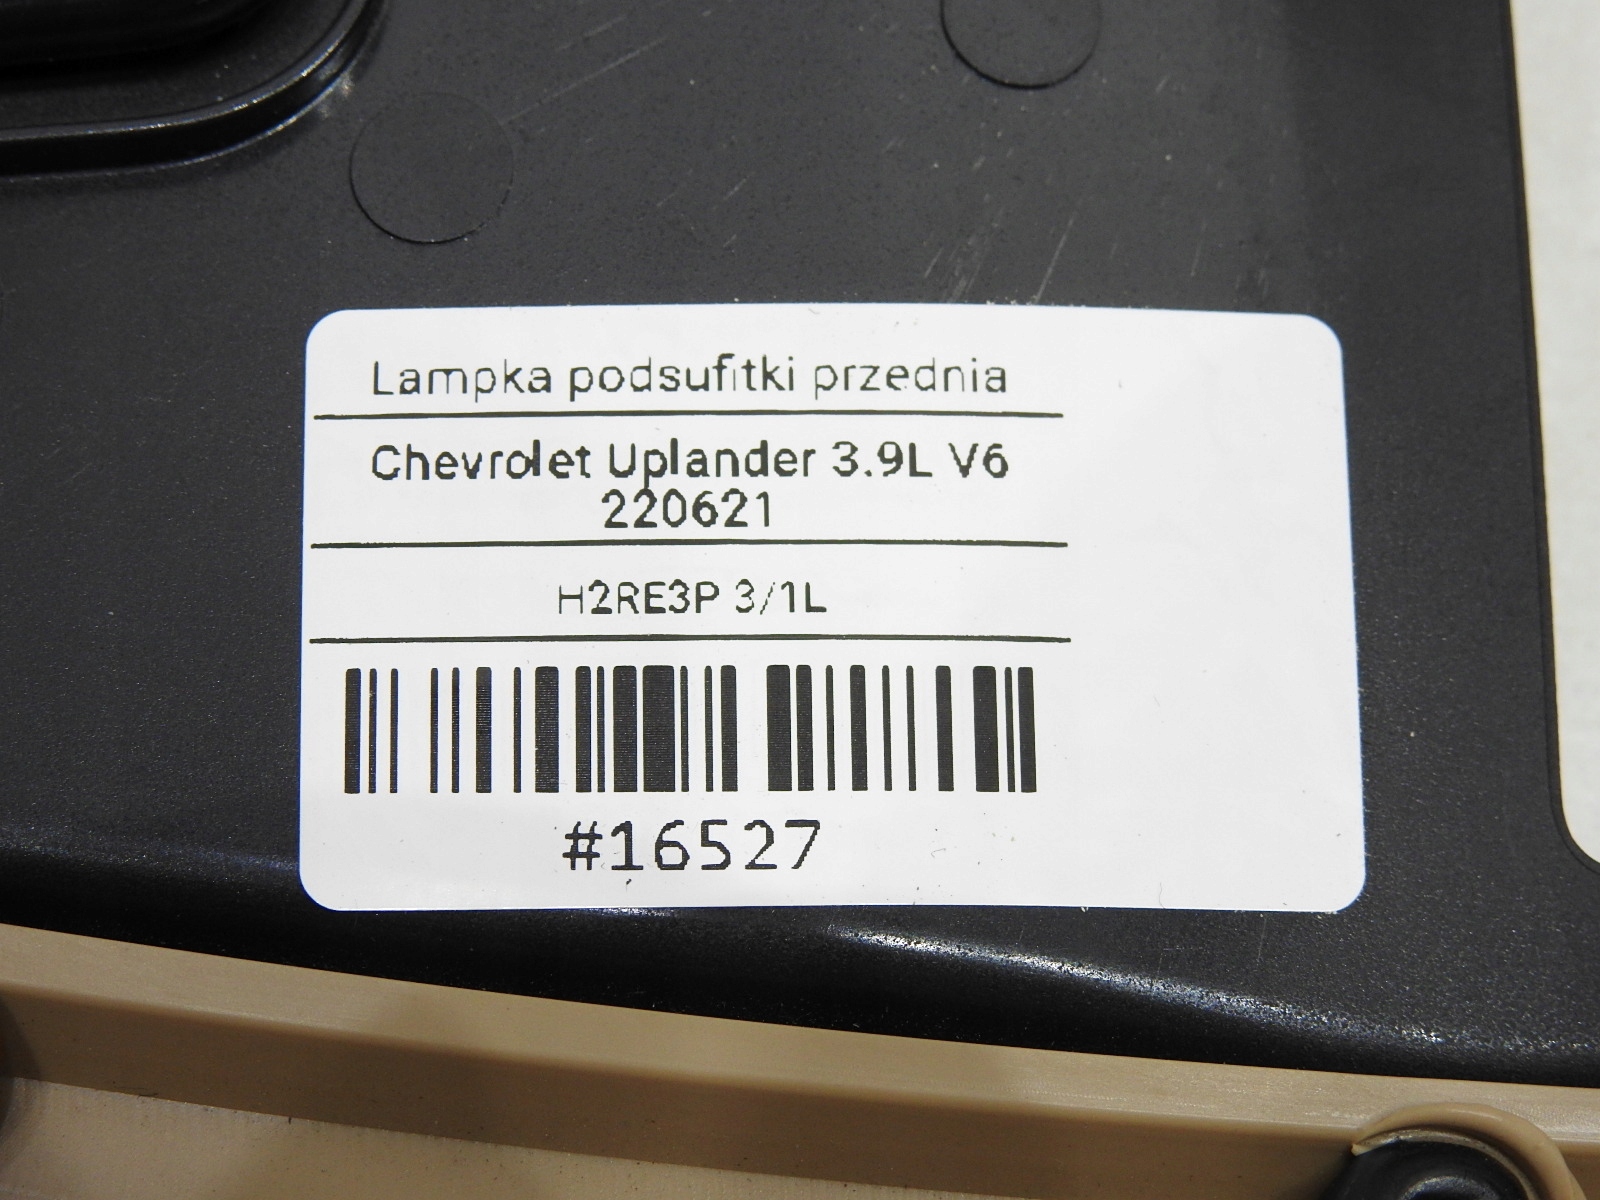 Lampka podsufitki przednia
Chevrolet Uplander 3.9L V6
220621
H2RE3P 3/1L
#16527